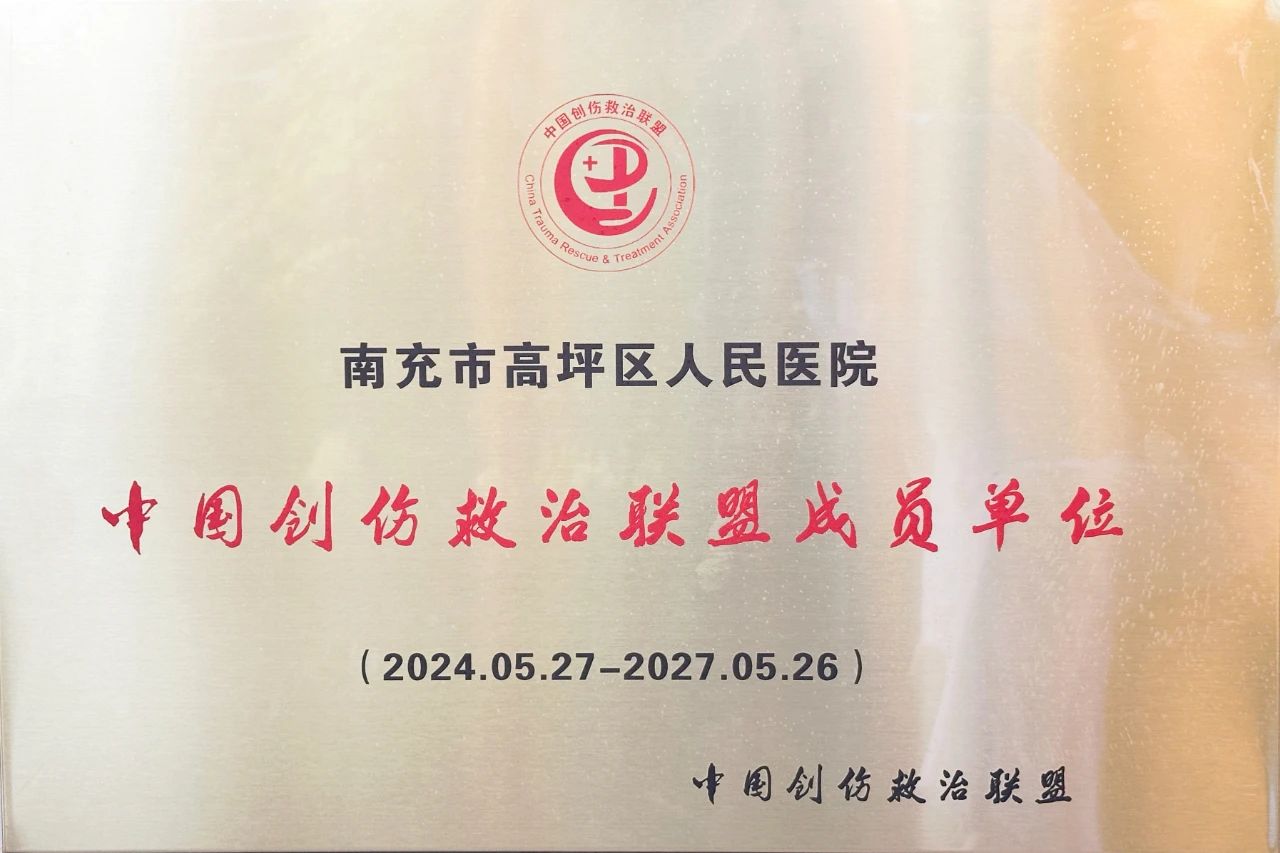 中国创伤救治联盟
China Trauma Rescue & Treatment Association
南充市高坪区人民医院
中国创伤救治联盟成员单位
（2024.05.27-2027.05.26）
中国创伤救治联盟